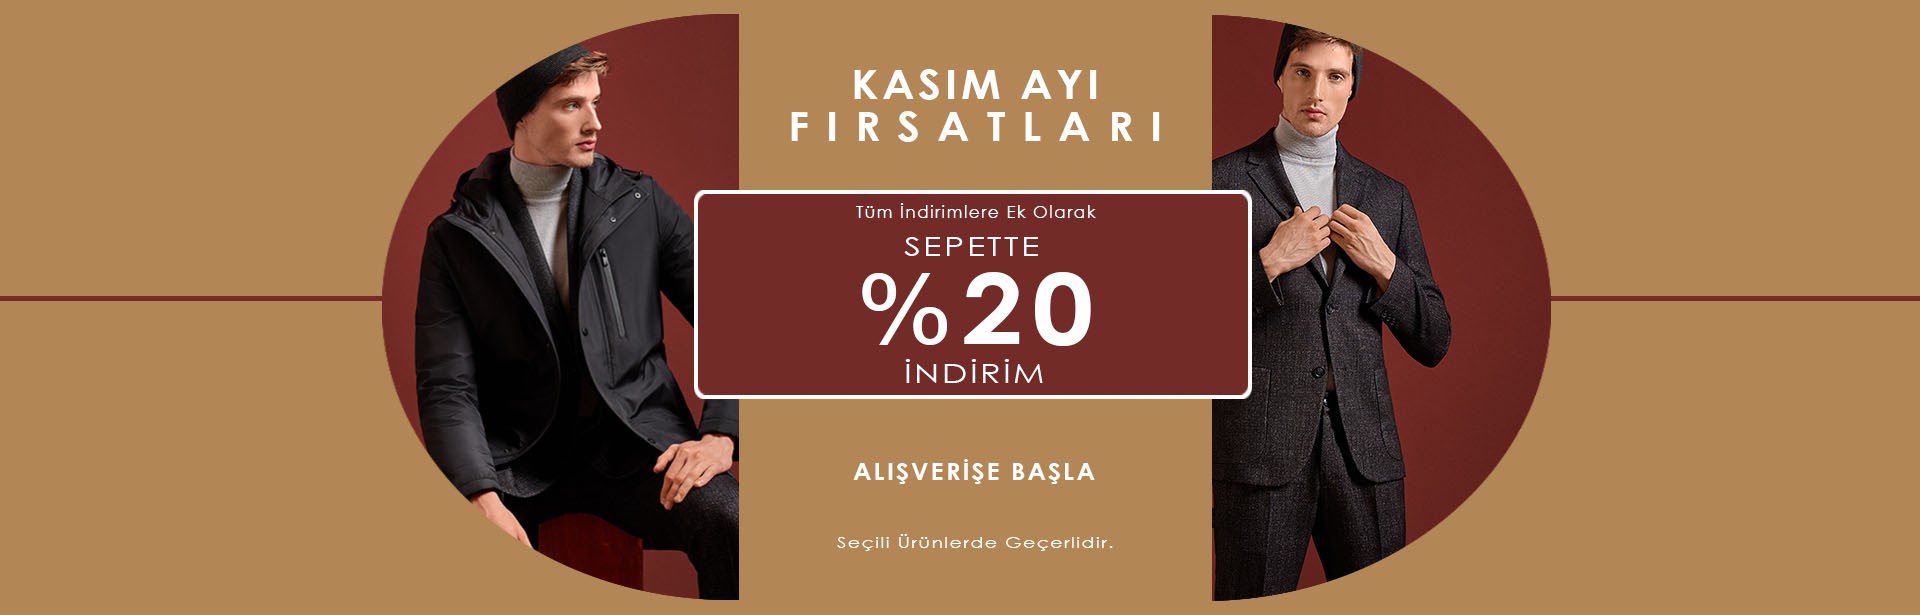 KASIM AYI
FIRSATLARI
Tüm İndirimlere Ek Olarak
SEPETTE
%20
İNDİRİM
ALIŞVERİŞE BAŞLA
Seçili Ürünlerde Geçerlidir.